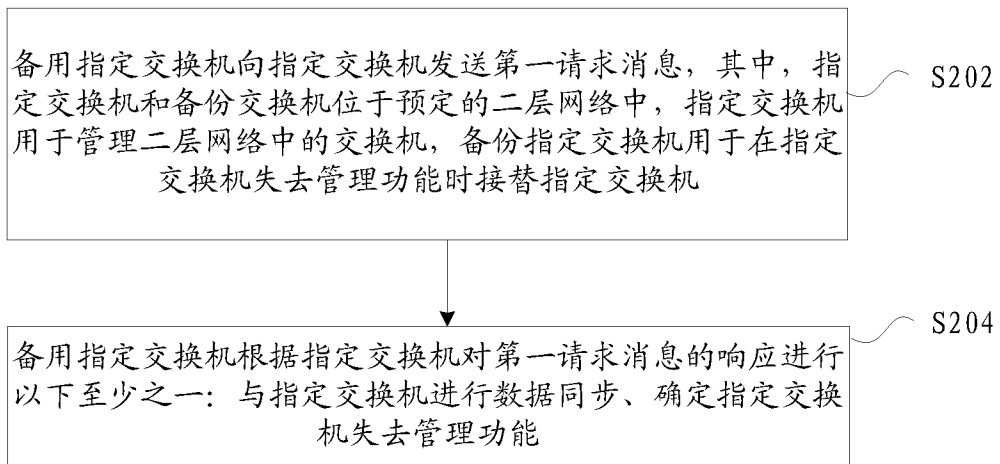 备用指定交换机向指定交换机发送第一请求消息，其中，指
定交换机和备份交换机位于预定的二层网络中，指定交换机
用于管理二层网络中的交换机，备份指定交换机用于在指定
交换机失去管理功能时接替指定交换机
S202
备用指定交换机根据指定交换机对第一请求消息的响应进行
以下至少之一：与指定交换机进行数据同步、确定指定交换
机失去管理功能
S204